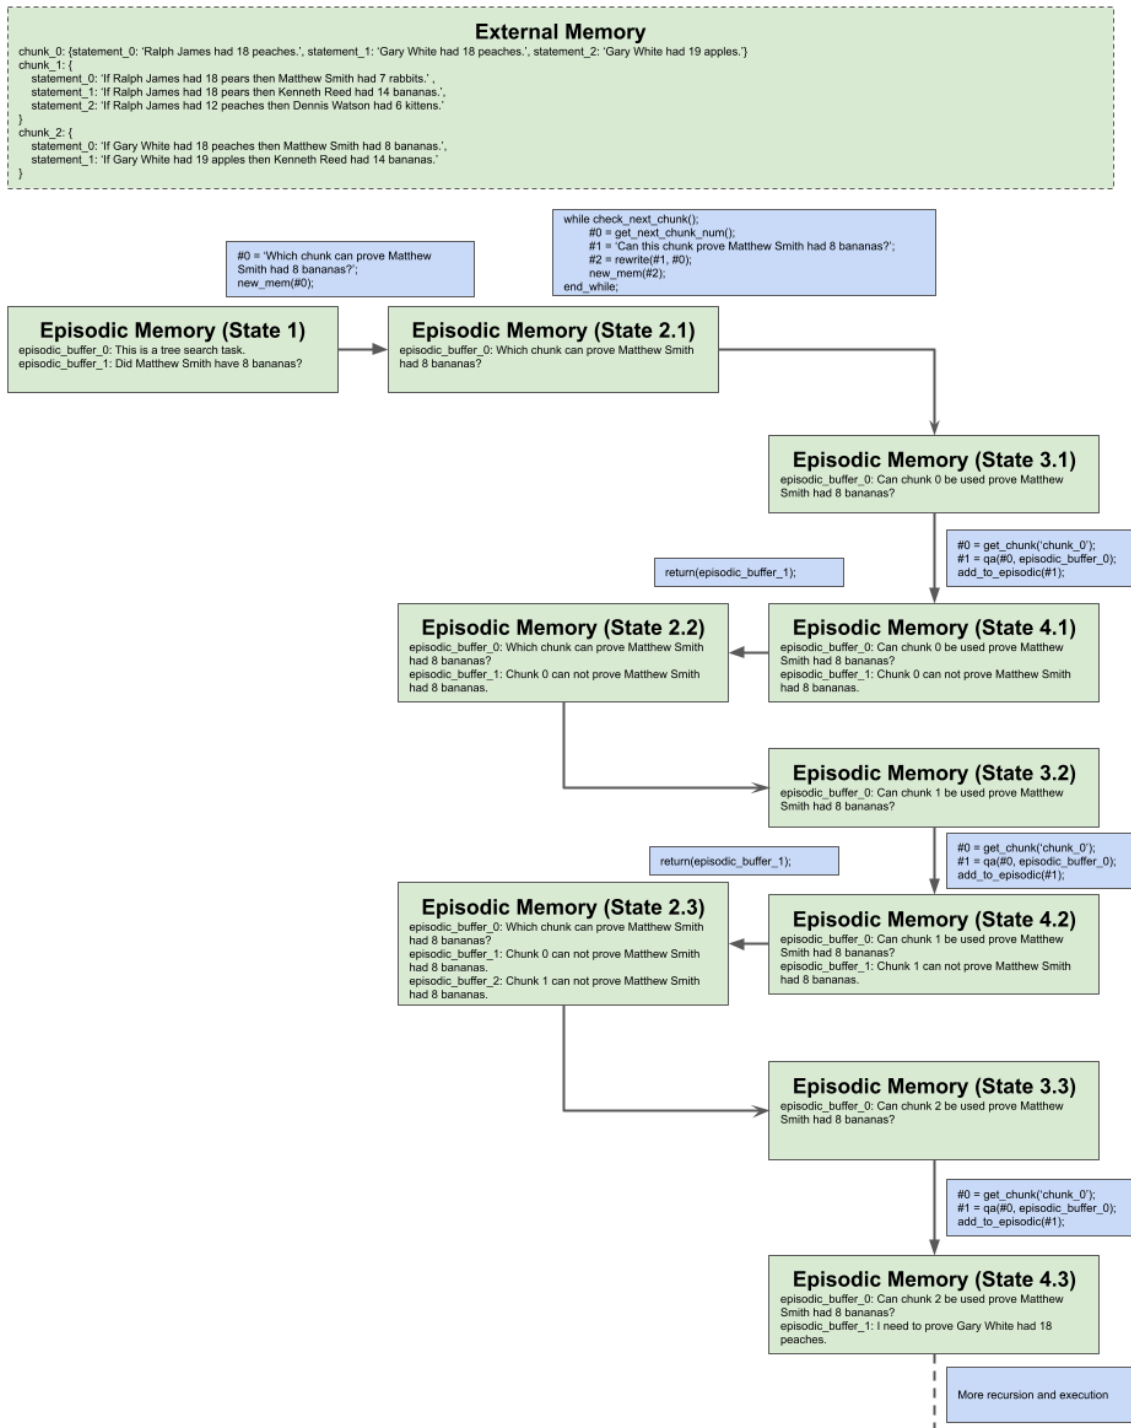 External Memory
chunk_0: {statement_0: ‘Ralph James had 18 peaches.’, statement_1: ‘Gary White had 18 peaches.’, statement_2: ‘Gary White had 19 apples.’}
chunk_1: {
statement_0: ‘If Ralph James had 18 pears then Matthew Smith had 7 rabbits.’ ,
statement_1: ‘If Ralph James had 18 pears then Kenneth Reed had 14 bananas.’,
statement_2: ‘If Ralph James had 12 peaches then Dennis Watson had 6 kittens.’
}
chunk_2: {
statement_0: ‘If Gary White had 18 peaches then Matthew Smith had 8 bananas.’,
statement_1: ‘If Gary White had 19 apples then Kenneth Reed had 14 bananas.’
}
#0 = ‘Which chunk can prove Matthew
Smith had 8 bananas?’;
new_mem(#0);
while check_next_chunk();
#0 = get_next_chunk_num();
#1 = ‘Can this chunk prove Matthew Smith had 8 bananas?’;
#2 = rewrite(#1, #0);
new_mem(#2);
end_while;
Episodic Memory (State 1)
episodic_buffer_0: This is a tree search task.
episodic_buffer_1: Did Matthew Smith have 8 bananas?
Episodic Memory (State 2.1)
episodic_buffer_0: Which chunk can prove Matthew Smith
had 8 bananas?
Episodic Memory (State 3.1)
episodic_buffer_0: Can chunk 0 be used prove Matthew
Smith had 8 bananas?
#0 = get_chunk(‘chunk_0’);
#1 = qa(#0, episodic_buffer_0);
add_to_episodic(#1);
return(episodic_buffer_1);
Episodic Memory (State 2.2)
episodic_buffer_0: Which chunk can prove Matthew Smith
had 8 bananas?
episodic_buffer_1: Chunk 0 can not prove Matthew Smith
had 8 bananas.
Episodic Memory (State 4.1)
episodic_buffer_0: Can chunk 0 be used prove Matthew
Smith had 8 bananas?
episodic_buffer_1: Chunk 0 can not prove Matthew Smith
had 8 bananas.
Episodic Memory (State 3.2)
episodic_buffer_0: Can chunk 1 be used prove Matthew
Smith had 8 bananas?
#0 = get_chunk(‘chunk_0’);
#1 = qa(#0, episodic_buffer_0);
add_to_episodic(#1);
return(episodic_buffer_1);
Episodic Memory (State 2.3)
episodic_buffer_0: Which chunk can prove Matthew Smith
had 8 bananas?
episodic_buffer_1: Chunk 0 can not prove Matthew Smith
had 8 bananas.
episodic_buffer_2: Chunk 1 can not prove Matthew Smith
had 8 bananas.
Episodic Memory (State 4.2)
episodic_buffer_0: Can chunk 1 be used prove Matthew
Smith had 8 bananas?
episodic_buffer_1: Chunk 1 can not prove Matthew Smith
had 8 bananas.
Episodic Memory (State 3.3)
episodic_buffer_0: Can chunk 2 be used prove Matthew
Smith had 8 bananas?
#0 = get_chunk(‘chunk_0’);
#1 = qa(#0, episodic_buffer_0);
add_to_episodic(#1);
Episodic Memory (State 4.3)
episodic_buffer_0: Can chunk 2 be used prove Matthew
Smith had 8 bananas?
episodic_buffer_1: I need to prove Gary White had 18
peaches.
More recursion and execution